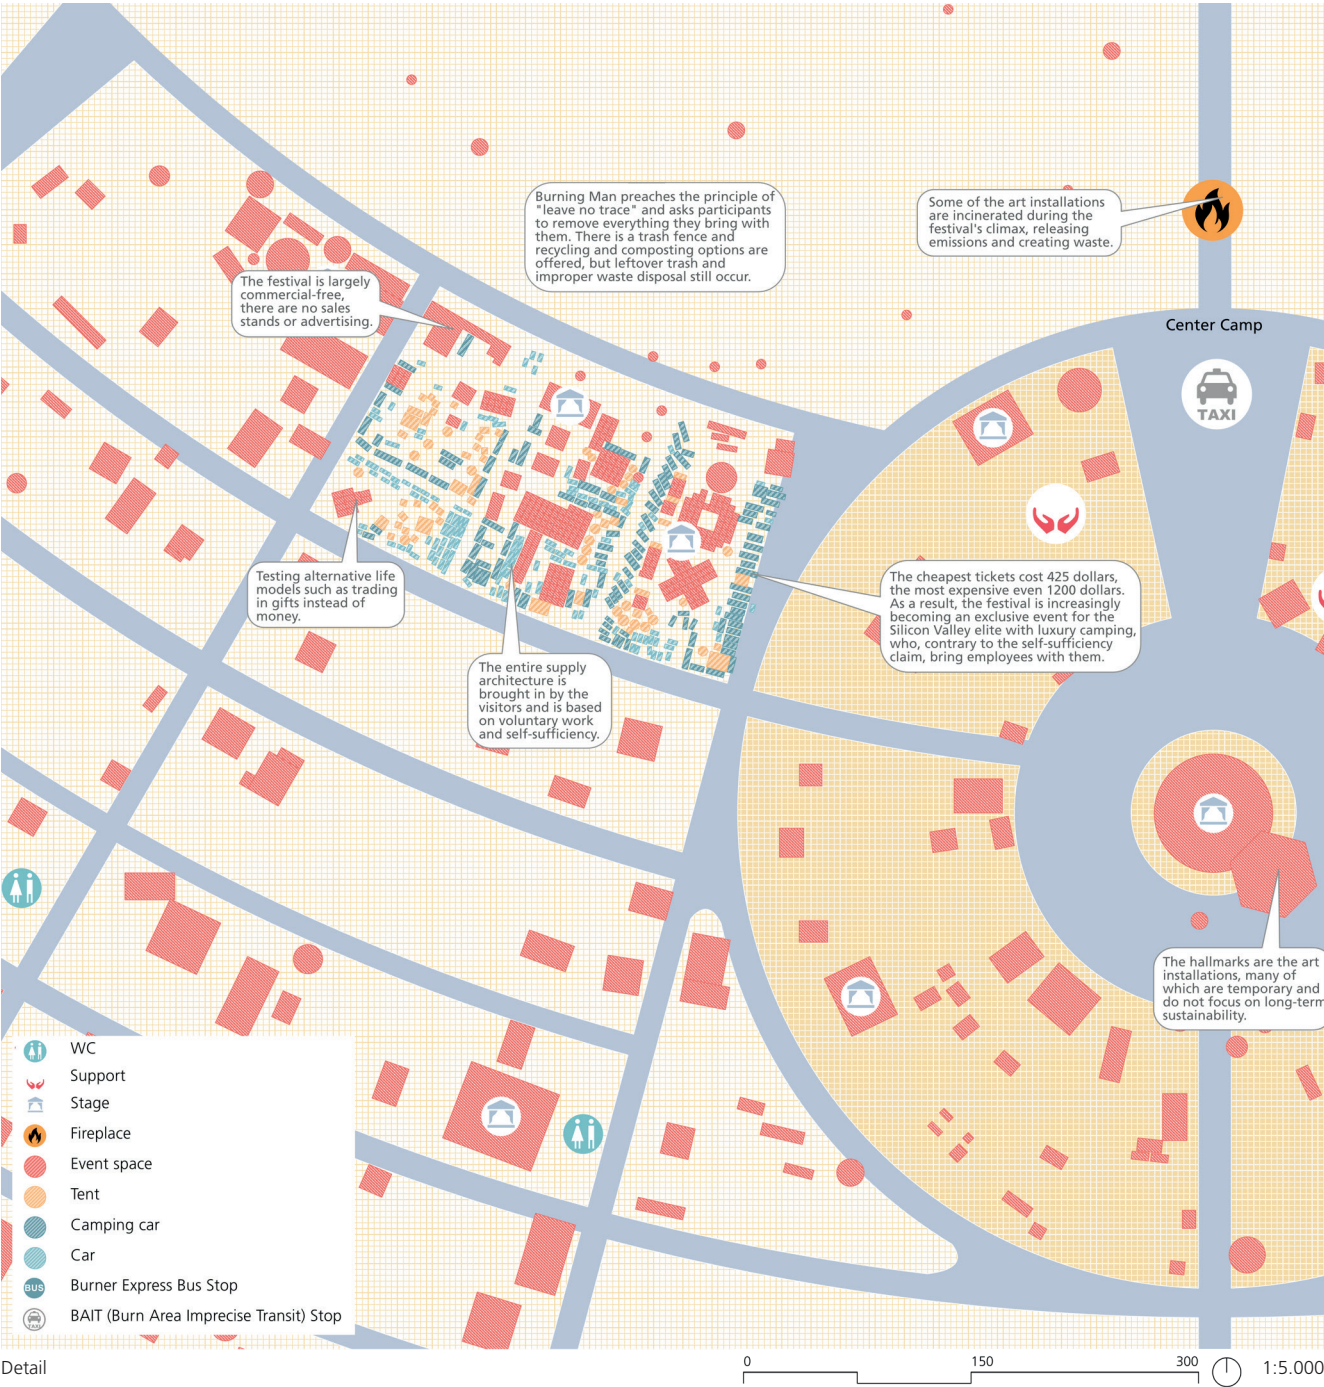 Burning Man preaches the principle of
"leave no trace" and asks participants
to remove everything they bring with
them. There is a trash fence and
recycling and composting options are
offered, but leftover trash and
improper waste disposal still occur.
Some of the art installations
are incinerated during the
festival's climax, releasing
emissions and creating waste.
The festival is largely
commercial-free,
there are no sales
stands or advertising.
Center Camp
TAXI
Testing alternative life
models such as trading
in gifts instead of
money.
The cheapest tickets cost 425 dollars,
the most expensive even 1200 dollars.
As a result, the festival is increasingly
becoming an exclusive event for the
Silicon Valley elite with luxury camping,
who, contrary to the self-sufficiency
claim, bring employees with them.
The entire supply
architecture is
brought in by the
visitors and is based
on voluntary work
and self-sufficiency.
The hallmarks are the art
installations, many of
which are temporary and
do not focus on long-term
sustainability.
WC
Support
Stage
Fireplace
Event space
Tent
Camping car
Car
BUS Burner Express Bus Stop
TAXI BAIT (Burn Area Imprecise Transit) Stop
Detail
0 150 300
1:5.000